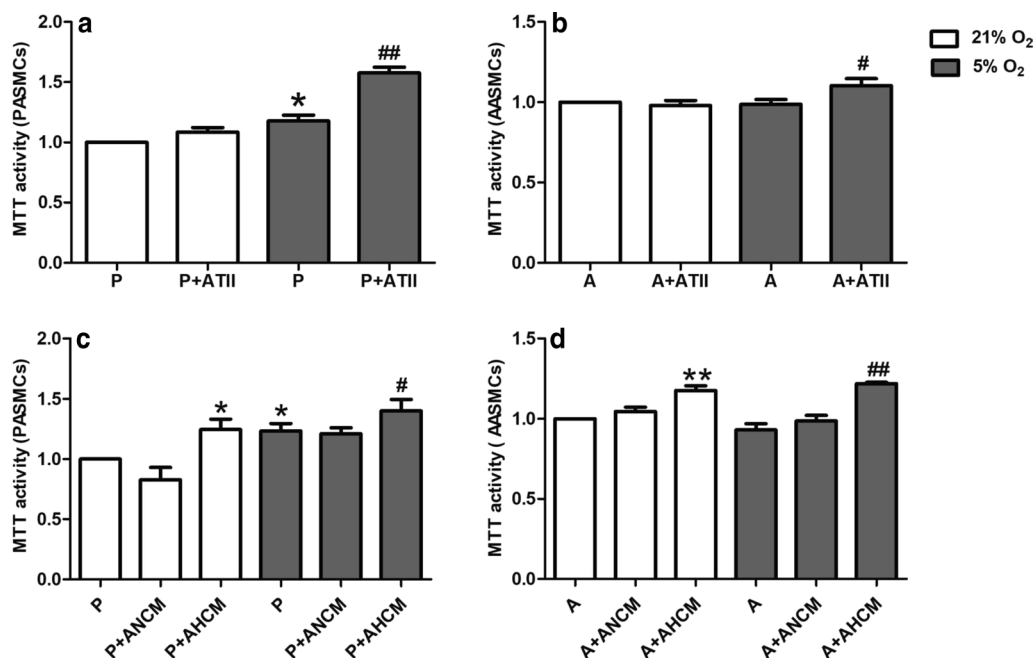 a
MTT activity (PASMCs)
2.0
1.5
1.0
0.5
0.0
*
##
P
P+ATII
P
P+ATII
b
MTT activity (AASMCs)
1.5
1.0
0.5
0.0
#
A
A+ATII
A
A+ATII
21% O₂
5% O₂
c
MTT activity (PASMCs)
2.0
1.5
1.0
0.5
0.0
*
*
#
P
P+ANCM
P+AHCM
P
P+ANCM
P+AHCM
d
MTT activity ( AASMCs)
1.5
1.0
0.5
0.0
**
##
A
A+ANCM
A+AHCM
A
A+ANCM
A+AHCM